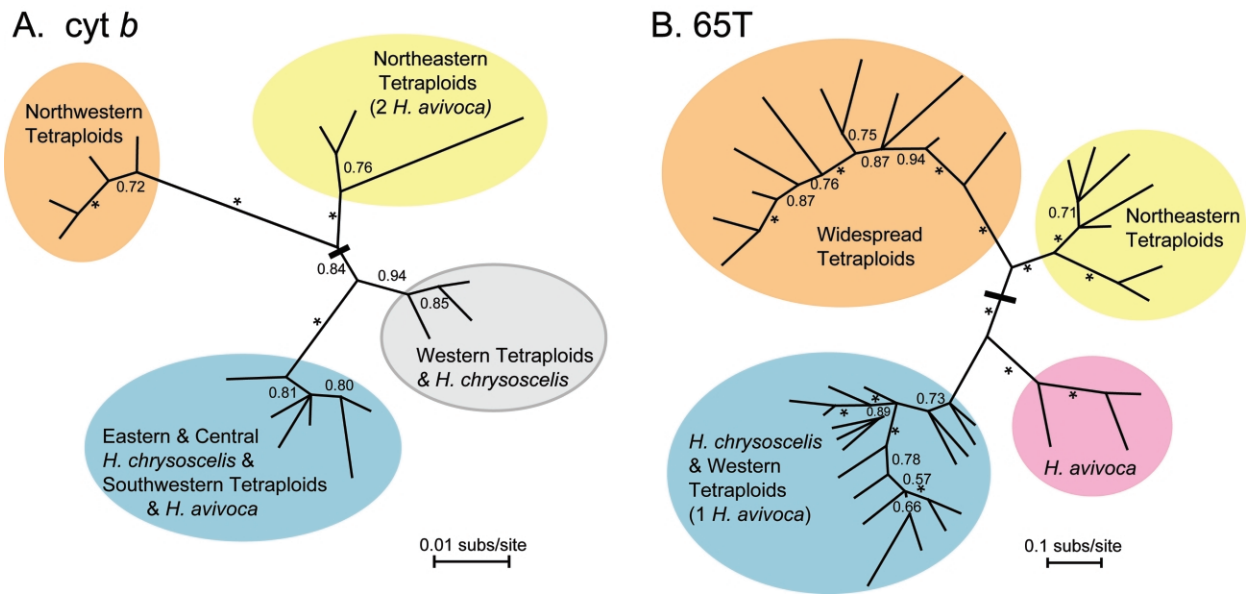 A. cyt b
Northwestern
Tetraploids
0.72
*
*
Northeastern
Tetraploids
(2 H. avivoca)
0.76
*
0.84
0.94
0.85
Western Tetraploids
& H. chrysoscelis
*
0.81
0.80
Eastern & Central
H. chrysoscelis &
Southwestern Tetraploids
& H. avivoca
0.01 subs/site
B. 65T
0.75
0.87
0.94
*
0.76
*
0.87
*
Widespread
Tetraploids
*
0.71
*
*
*
Northeastern
Tetraploids
*
*
*
H. avivoca
0.73
*
*
0.89
*
0.78
0.57
*
0.66
H. chrysoscelis
& Western
Tetraploids
(1 H. avivoca)
0.1 subs/site